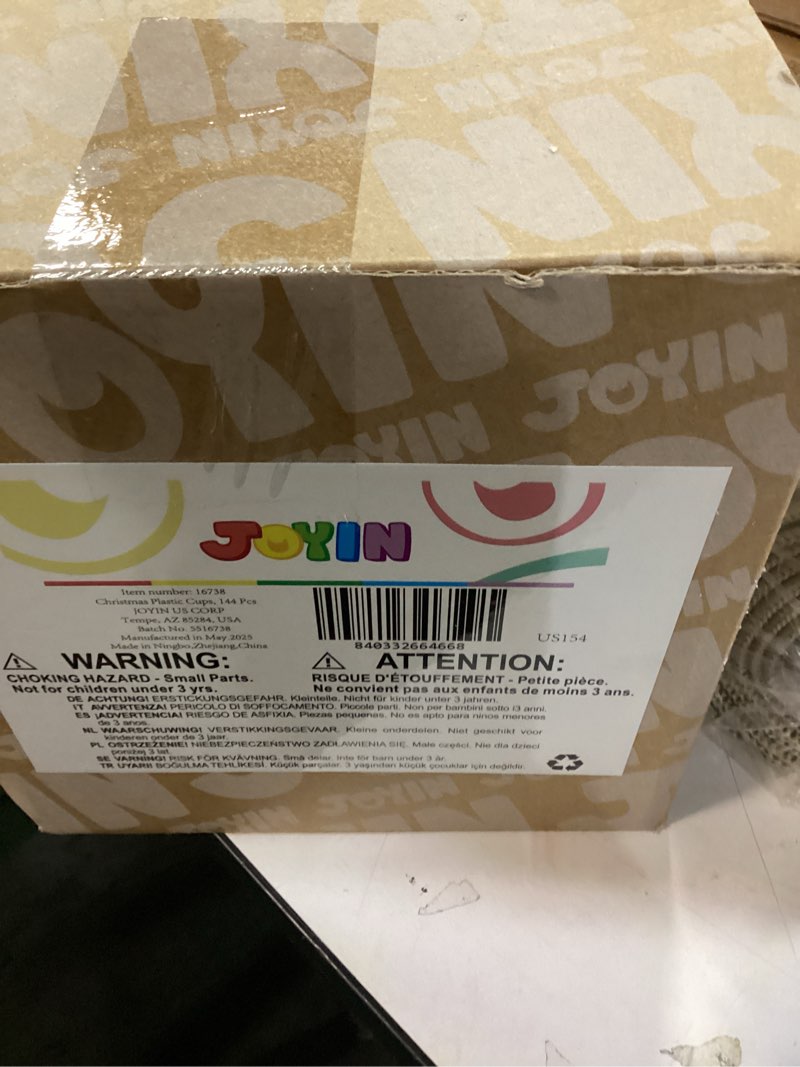 JOYIN
JOYIN
JOYIN
Item number: 16738
Christmas Plastic Cups, 144 Pcs
JOYIN US CORP
Tempe, AZ 85284, USA
Batch No. 5516738
Manufactured in May 2025
Made in Ningbo,Zhejiang,China
840332664668
US154
WARNING:
CHOKING HAZARD - Small Parts.
Not for children under 3 yrs.
ATTENTION:
RISQUE D'ÉTOUFFEMENT - Petite pièce.
Ne convient pas aux enfants de moins 3 ans.
DE ACHTUNG! ERSTICKUNGSGEFAHR. Kleinteile. Nicht für kinder unter 3 jahren.
IT AVVERTENZA! PERICOLO DI SOFFOCAMENTO. Piccole parti. Non per bambini sotto i3 anni.
ES ¡ADVERTENCIA! RIESGO DE ASFIXIA. Piezas pequenas. No es apto para ninos menores
de 3 anos.
NL WAARSCHUWING! VERSTIKKINGSGEVAAR. Kleine onderdelen. Niet geschikt voor
kinderen onder de 3 jaar.
PL OSTRZEŻENIE! NIEBEZPIECZEŃSTWO ZADŁAWIENIA SIĘ. Małe części. Nie dla dzieci
poniżej 3 lat.
SE VARNING! RISK FÖR KVÄVNING. Små delar. Inte för barn under 3 år.
TR UYARI! BOĞULMA TEHLİKESİ. Küçük parçalar. 3 yaşından küçük çocuklar için değildir.
JOYIN